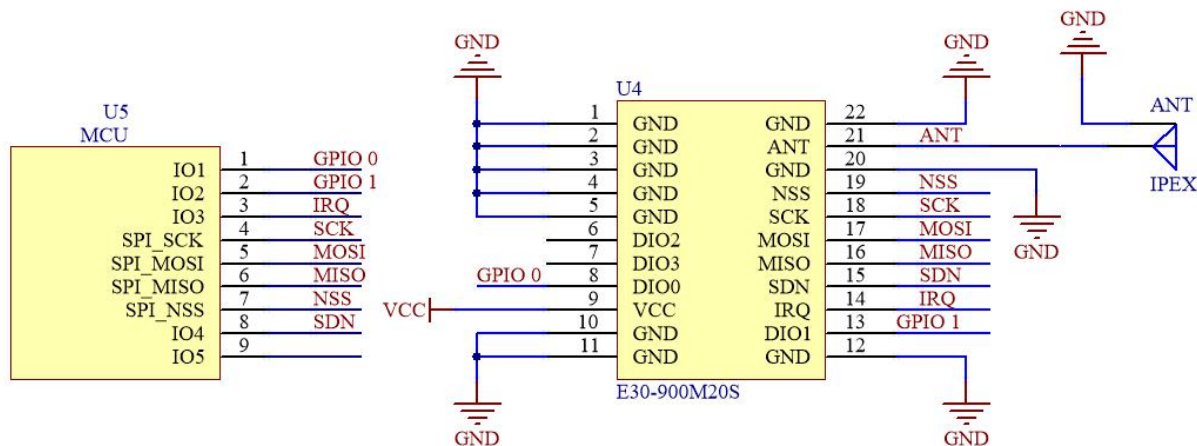 U5
MCU
IO1 1 GPIO 0
IO2 2 GPIO 1
IO3 3 IRQ
SPI_SCK 4 SCK
SPI_MOSI 5 MOSI
SPI_MISO 6 MISO
SPI_NSS 7 NSS
IO4 8 SDN
IO5 9
GND
GND
GND
U4
1 GND GND 22
2 GND ANT 21 ANT
3 GND GND 20
4 GND NSS 19 NSS
5 GND SCK 18 SCK
6 DIO2 MOSI 17 MOSI
7 DIO3 MISO 16 MISO
GPIO 0 8 DIO0 SDN 15 SDN
VCC 9 VCC IRQ 14 IRQ
10 GND DIO1 13 GPIO 1
11 GND GND 12
E30-900M20S
GND
GND
GND
ANT
IPEX